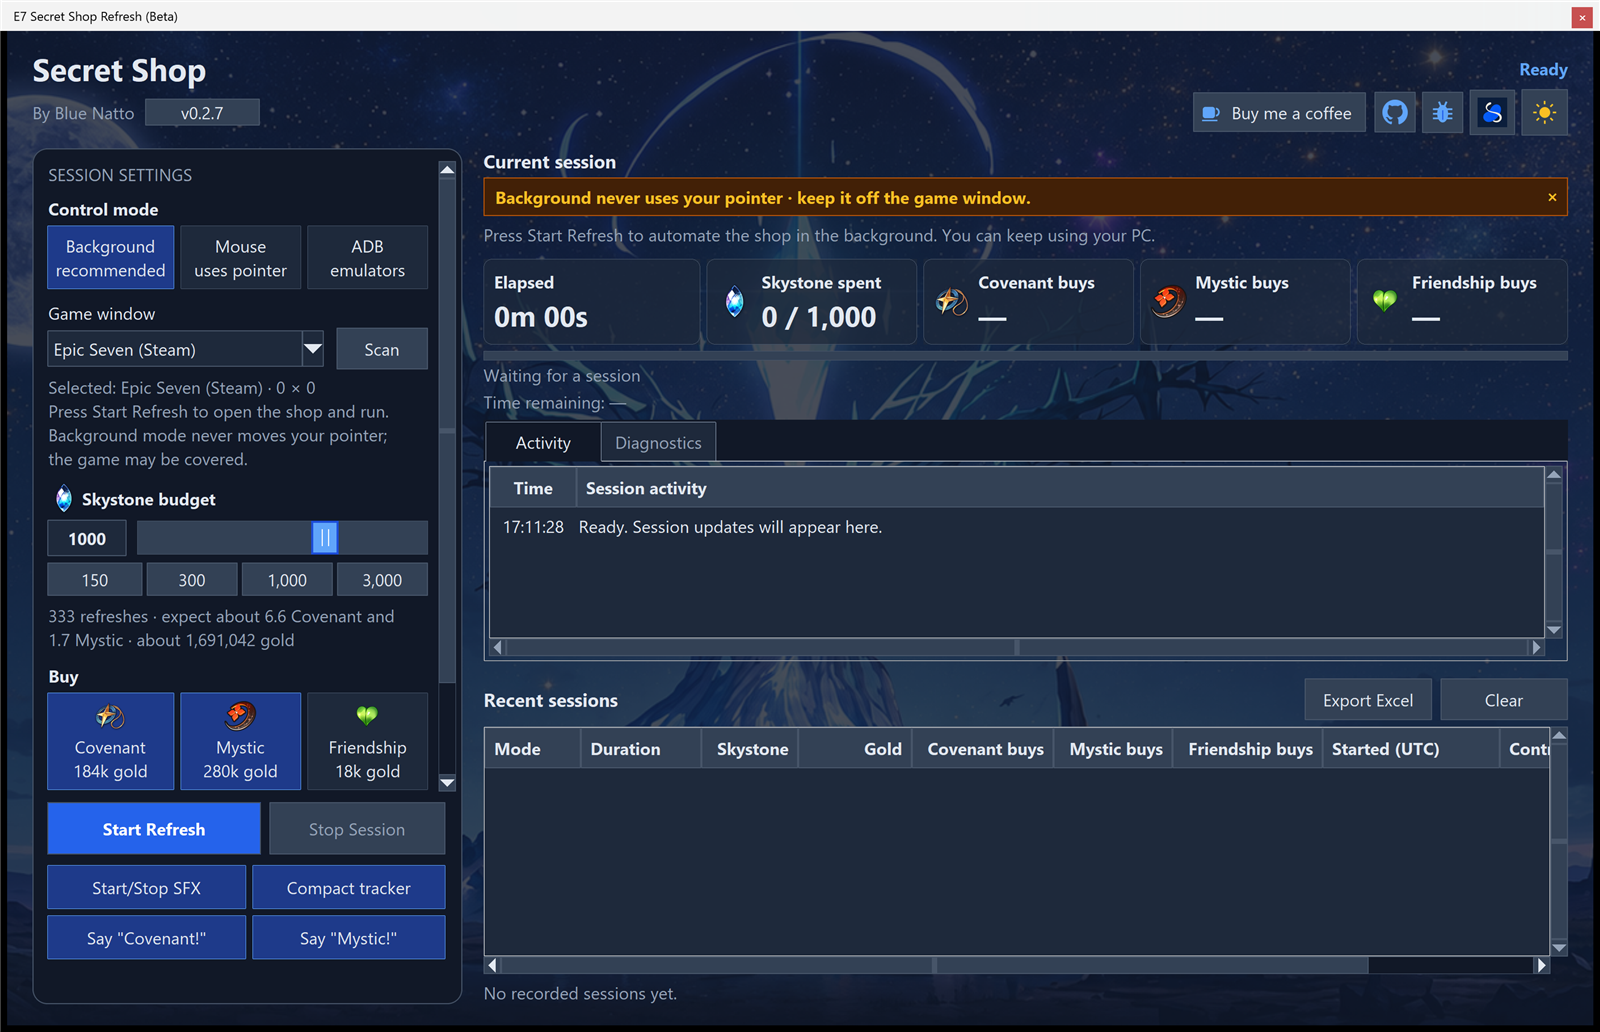 E7 Secret Shop Refresh (Beta)
Secret Shop
By Blue Natto
v0.2.7
Ready
Buy me a coffee
SESSION SETTINGS
Control mode
Background
recommended
Mouse
uses pointer
ADB
emulators
Game window
Epic Seven (Steam)
Scan
Selected: Epic Seven (Steam) · 0 × 0
Press Start Refresh to open the shop and run.
Background mode never moves your pointer;
the game may be covered.
Skystone budget
1000
150
300
1,000
3,000
333 refreshes · expect about 6.6 Covenant and
1.7 Mystic · about 1,691,042 gold
Buy
Covenant
184k gold
Mystic
280k gold
Friendship
18k gold
Start Refresh
Stop Session
Start/Stop SFX
Compact tracker
Say "Covenant!"
Say "Mystic!"
Current session
Background never uses your pointer · keep it off the game window.
Press Start Refresh to automate the shop in the background. You can keep using your PC.
Elapsed
0m 00s
Skystone spent
0 / 1,000
Covenant buys
—
Mystic buys
—
Friendship buys
—
Waiting for a session
Time remaining: —
Activity
Diagnostics
Time
Session activity
17:11:28
Ready. Session updates will appear here.
Recent sessions
Export Excel
Clear
Mode
Duration
Skystone
Gold
Covenant buys
Mystic buys
Friendship buys
Started (UTC)
Contr
No recorded sessions yet.